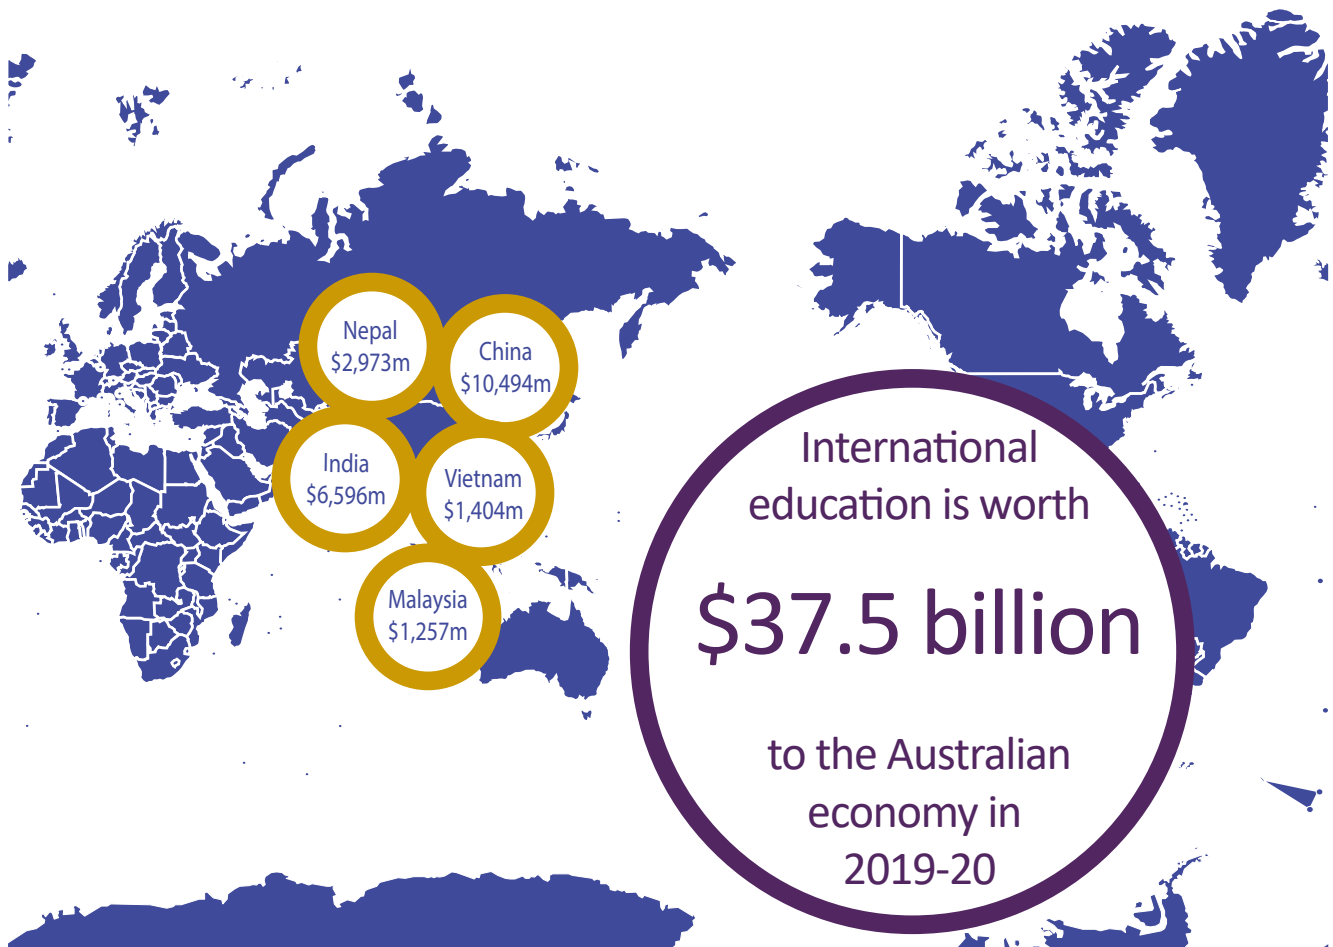 Nepal
$2,973m
China
$10,494m
India
$6,596m
Vietnam
$1,404m
Malaysia
$1,257m
International
education is worth
$37.5 billion
to the Australian
economy in
2019-20